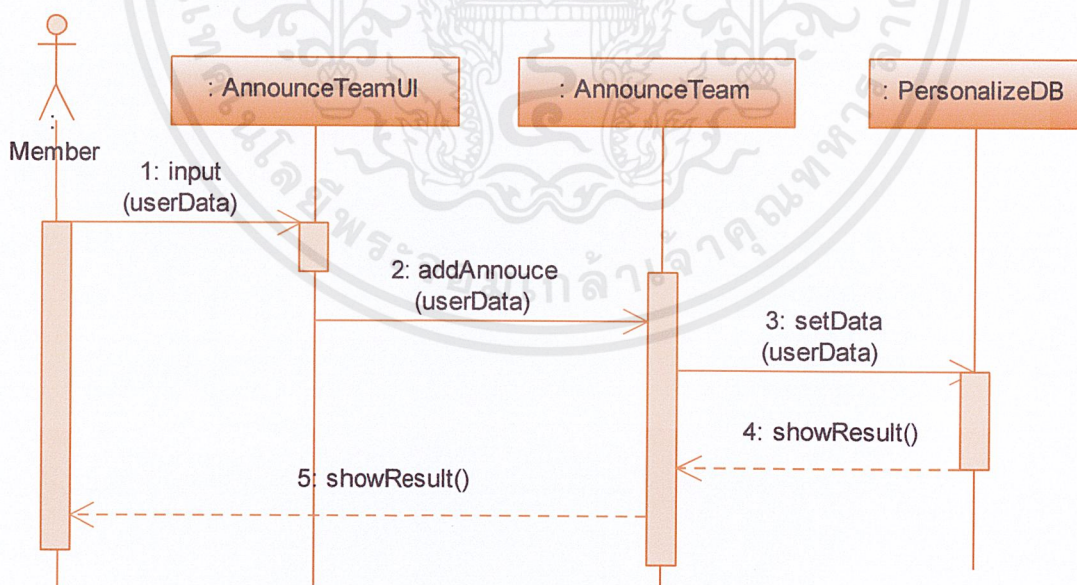 : AnnounceTeamUI
: AnnounceTeam
: PersonalizeDB
:
Member
1: input
(userData)
2: addAnnouce
(userData)
3: setData
(userData)
4: showResult()
5: showResult()